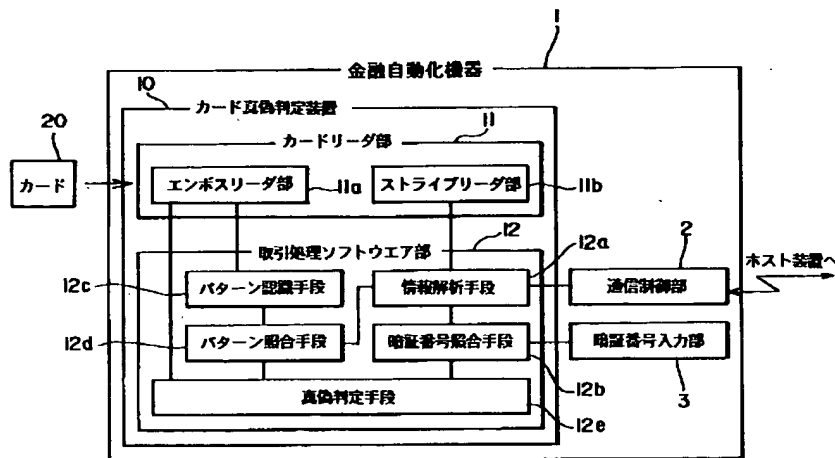 1
金融自動化機器
10
カード真偽判定装置
20
11
カードリーダ部
カード
エンボスリーダ部
11a
ストライプリーダ部
11b
12
取引処理ソフトウエア部
12a
2
ホスト装置へ
12c
パターン認識手段
情報解析手段
通信制御部
12d
パターン照合手段
暗証番号照合手段
暗証番号入力部
12b
3
真偽判定手段
12e